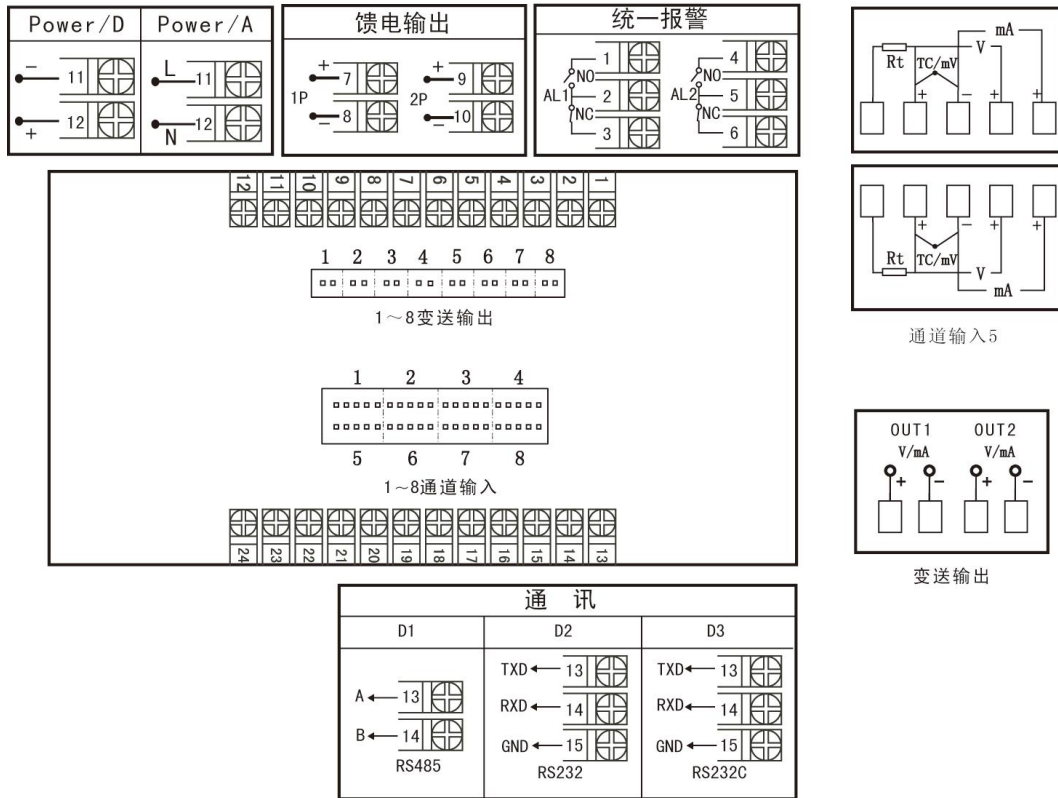 Power/D
Power/A
馈电输出
统一报警
- 11
+ 12
L 11
N 12
1P
+ 7
- 8
2P
+ 9
- 10
AL1
NO
NC
1
2
3
AL2
NO
NC
4
5
6
mA
V
Rt
TC/mV
+ - + +
+ - + +
Rt
TC/mV
V
mA
通道输入5
12 11 10 9 8 7 6 5 4 3 2 1
1 2 3 4 5 6 7 8
1～8变送输出
1 2 3 4
5 6 7 8
1~8通道输入
24 23 22 21 20 19 18 17 16 15 14 13
OUT1 OUT2
V/mA V/mA
+ - + -
变送输出
通 讯
D1 D2 D3
A 13
B 14
RS485
TXD 13
RXD 14
GND 15
RS232
TXD 13
RXD 14
GND 15
RS232C